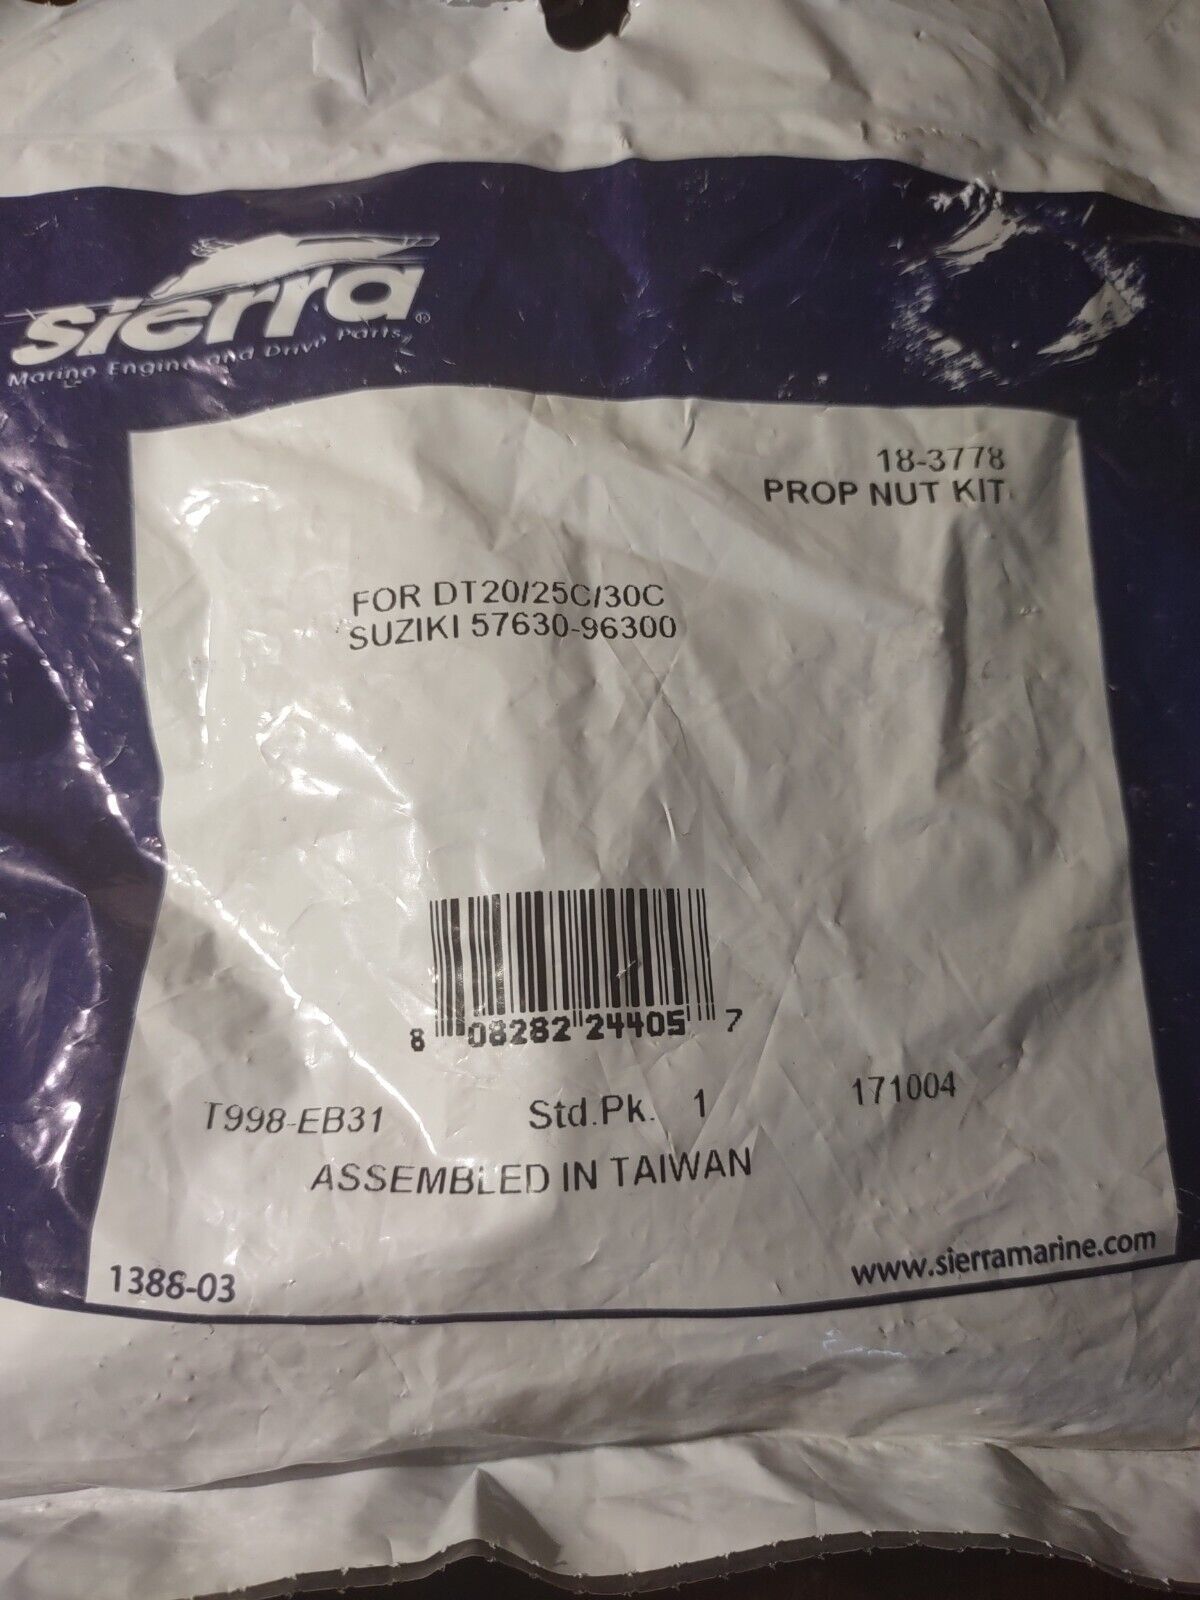 sierra®
Marine Engine and Drive Parts
18-3778
PROP NUT KIT
FOR DT20/25C/30C
SUZIKI 57630-96300
8 08282 24405 7
T998-EB31 Std.Pk. 1 171004
ASSEMBLED IN TAIWAN
1388-03 www.sierramarine.com